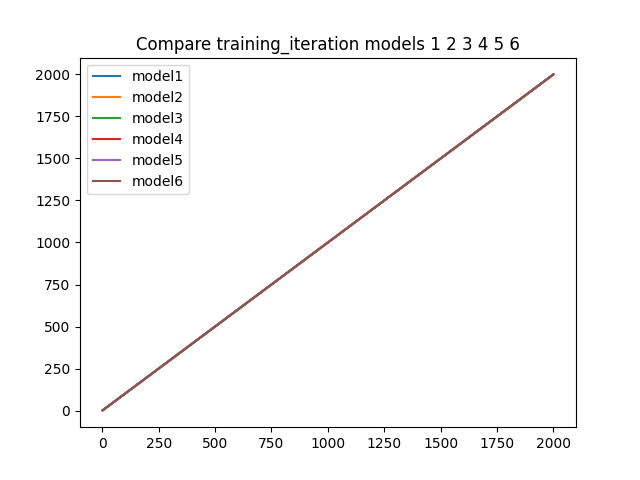 Compare training_iteration models 1 2 3 4 5 6
2000
1750
1500
1250
1000
750
500
250
0
model1
model2
model3
model4
model5
model6
0 250 500 750 1000 1250 1500 1750 2000